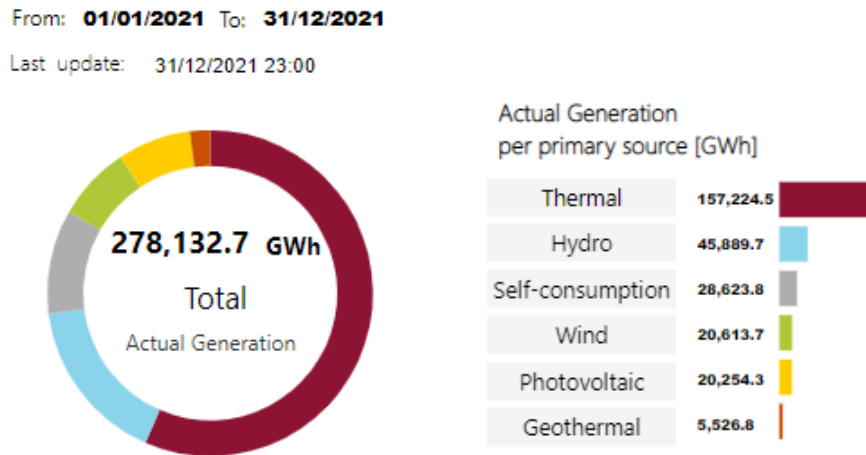 From: 01/01/2021 To: 31/12/2021
Last update: 31/12/2021 23:00
278,132.7 GWh
Total
Actual Generation
Actual Generation
per primary source [GWh]
Thermal 157,224.5
Hydro 45,889.7
Self-consumption 28,623.8
Wind 20,613.7
Photovoltaic 20,254.3
Geothermal 5,526.8